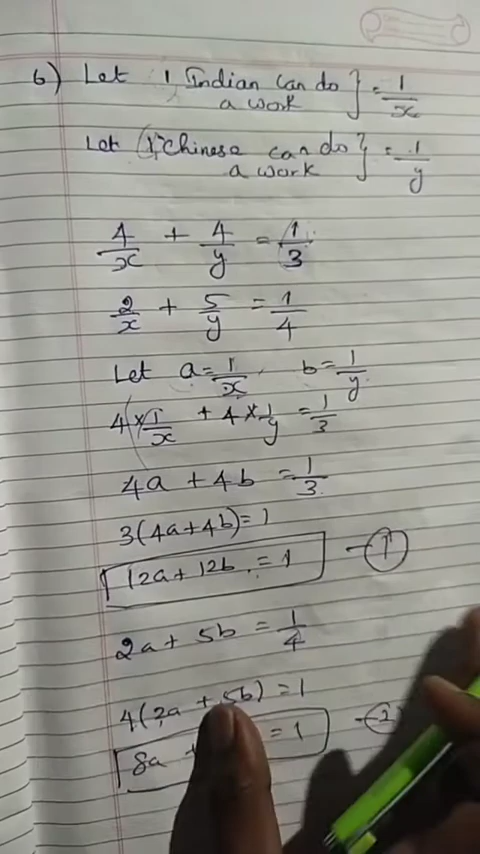 6) Let 1 Indian can do a work } = 1/x
Let 1 Chinese can do a work } = 1/y
4/x + 4/y = 1/3
2/x + 5/y = 1/4
Let a = 1/x, b = 1/y
4 × 1/x + 4 × 1/y = 1/3
4a + 4b = 1/3
3(4a+4b) = 1
12a + 12b = 1 — 1
2a + 5b = 1/4
4(2a + 5b) = 1
8a + = 1 — 2